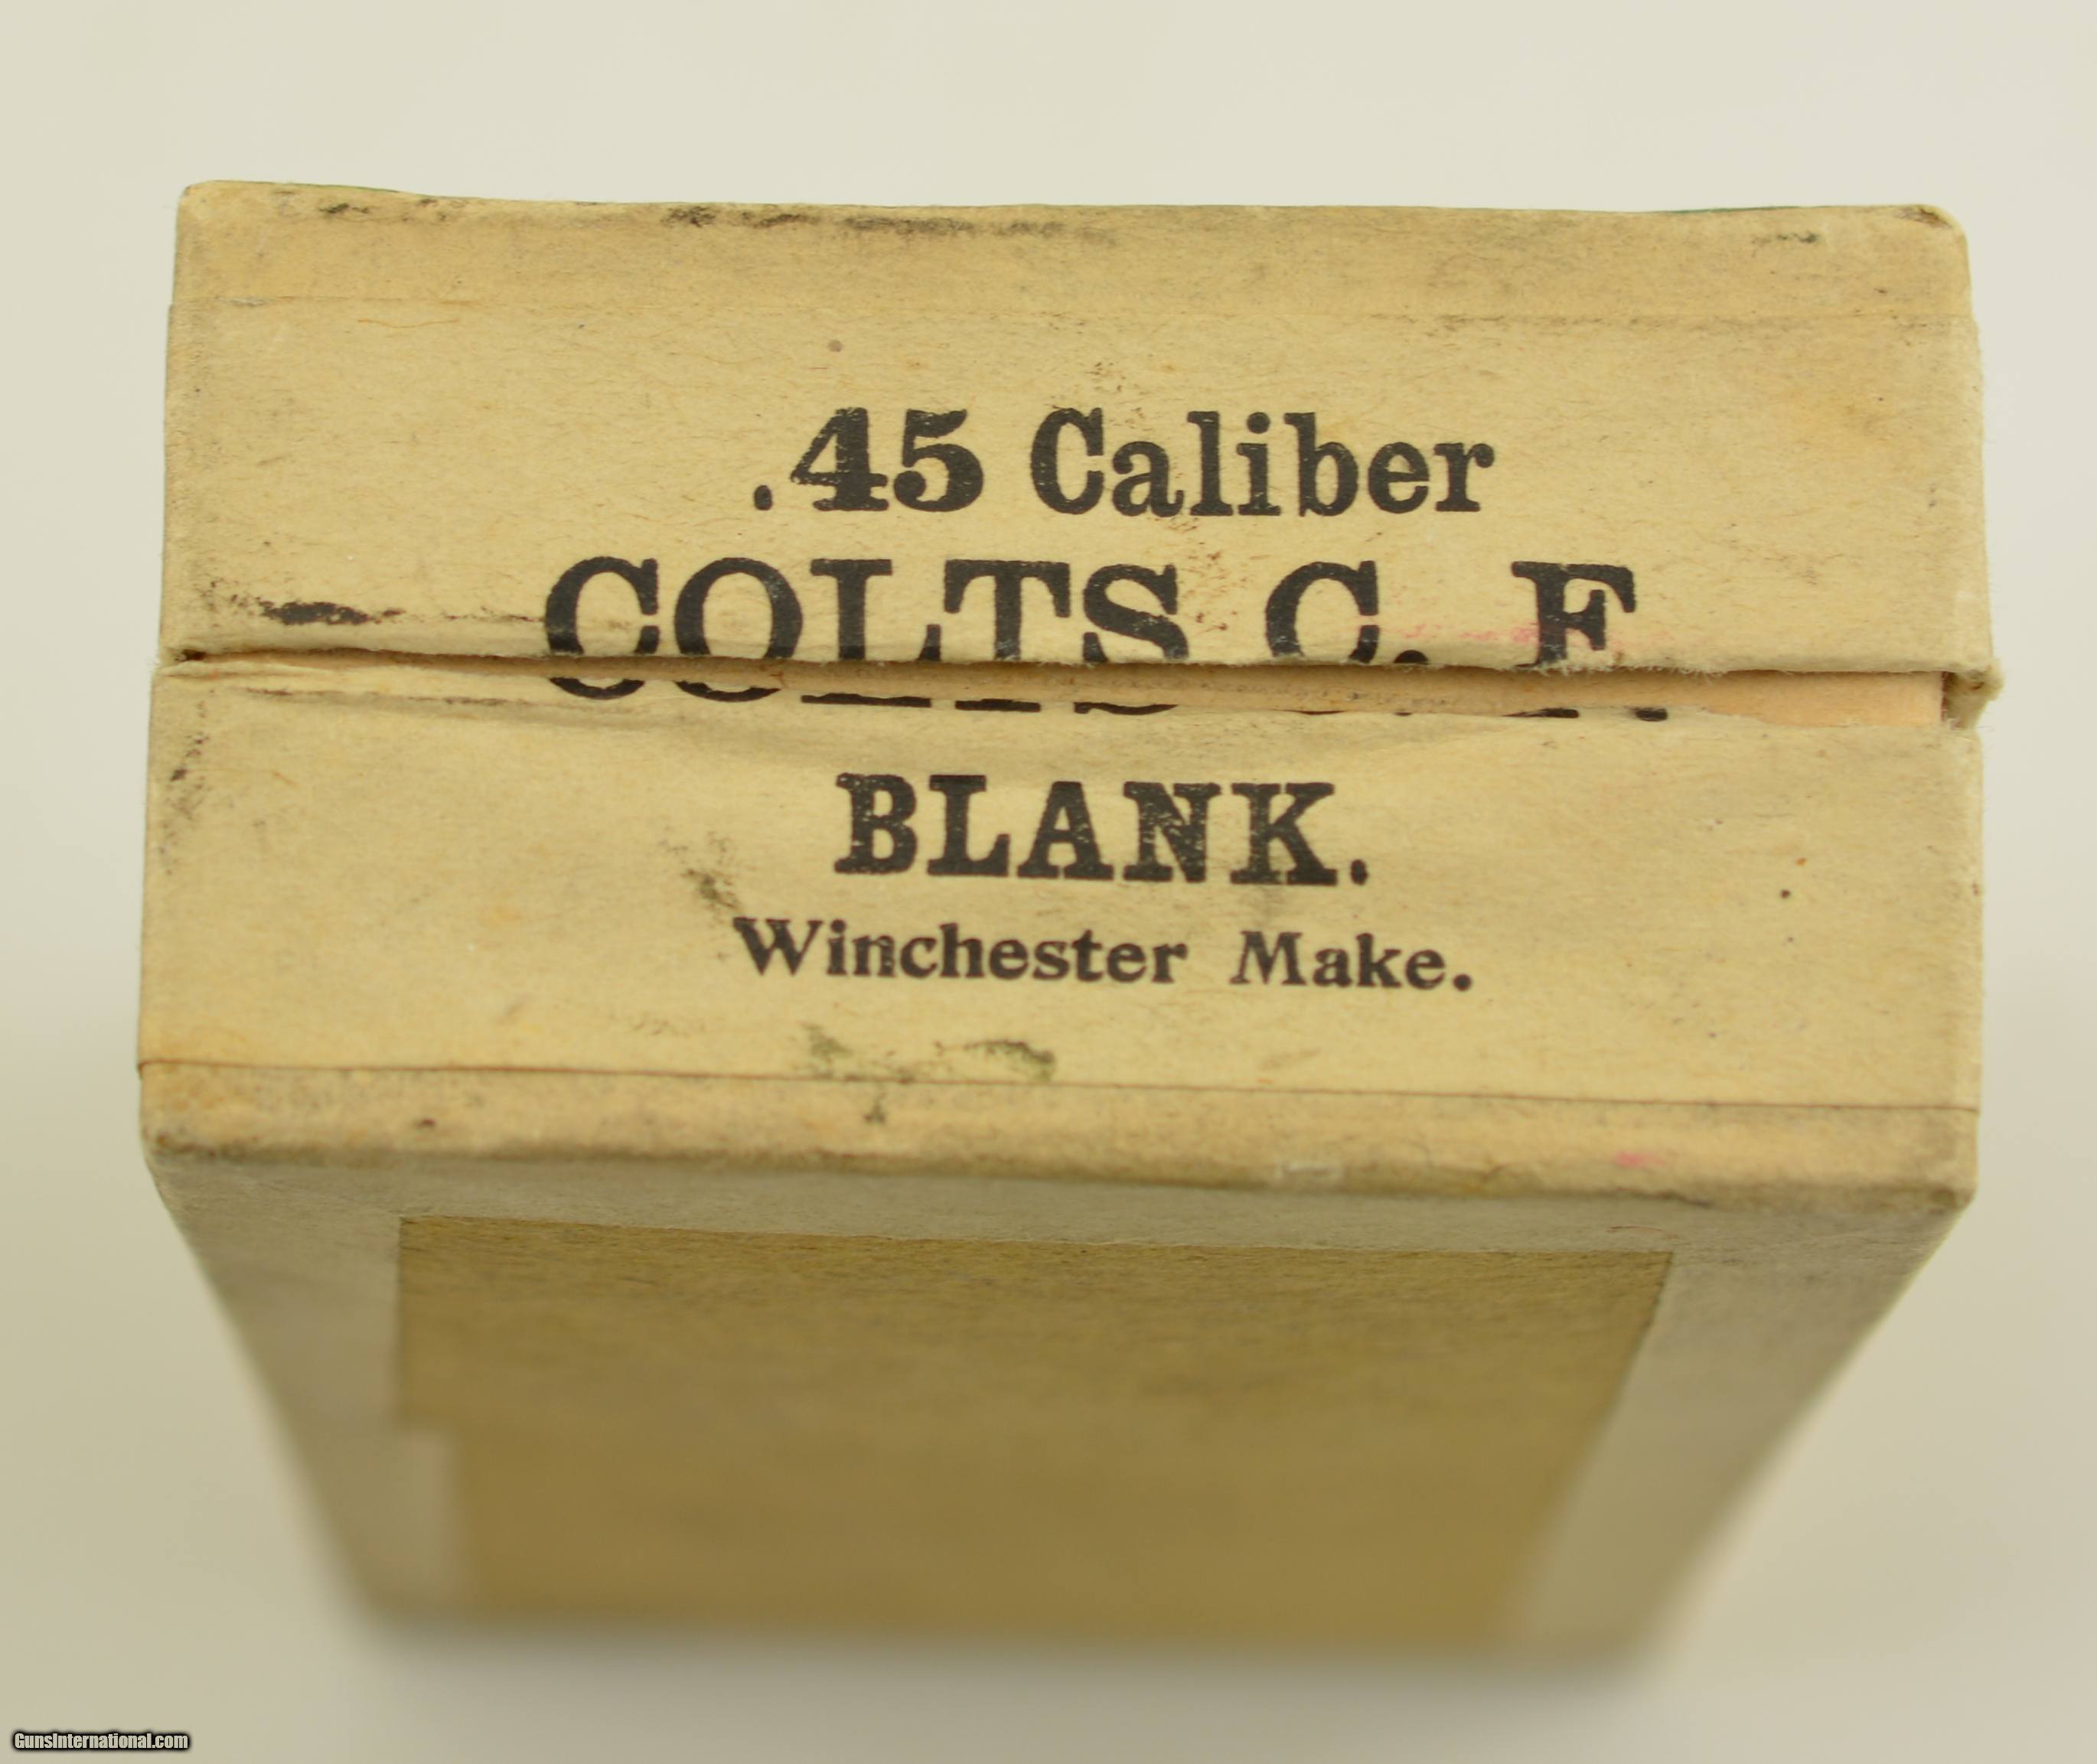 .45 Caliber
COLTS C. F.
BLANK.
Winchester Make.
GunsInternational.com